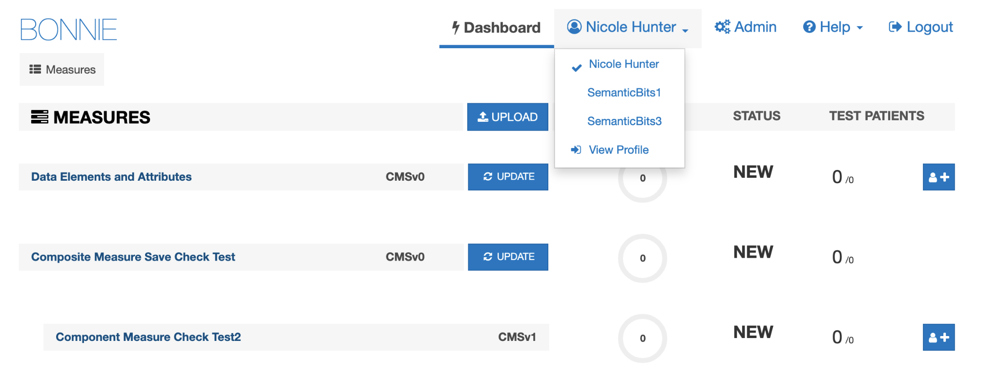 BONNIE
Dashboard
Nicole Hunter
Admin
Help
Logout
Measures
Nicole Hunter
SemanticBits1
SemanticBits3
View Profile
MEASURES
UPLOAD
STATUS
TEST PATIENTS
Data Elements and Attributes
CMSv0
UPDATE
0
NEW
0 /0
Composite Measure Save Check Test
CMSv0
UPDATE
0
NEW
0 /0
Component Measure Check Test2
CMSv1
0
NEW
0 /0